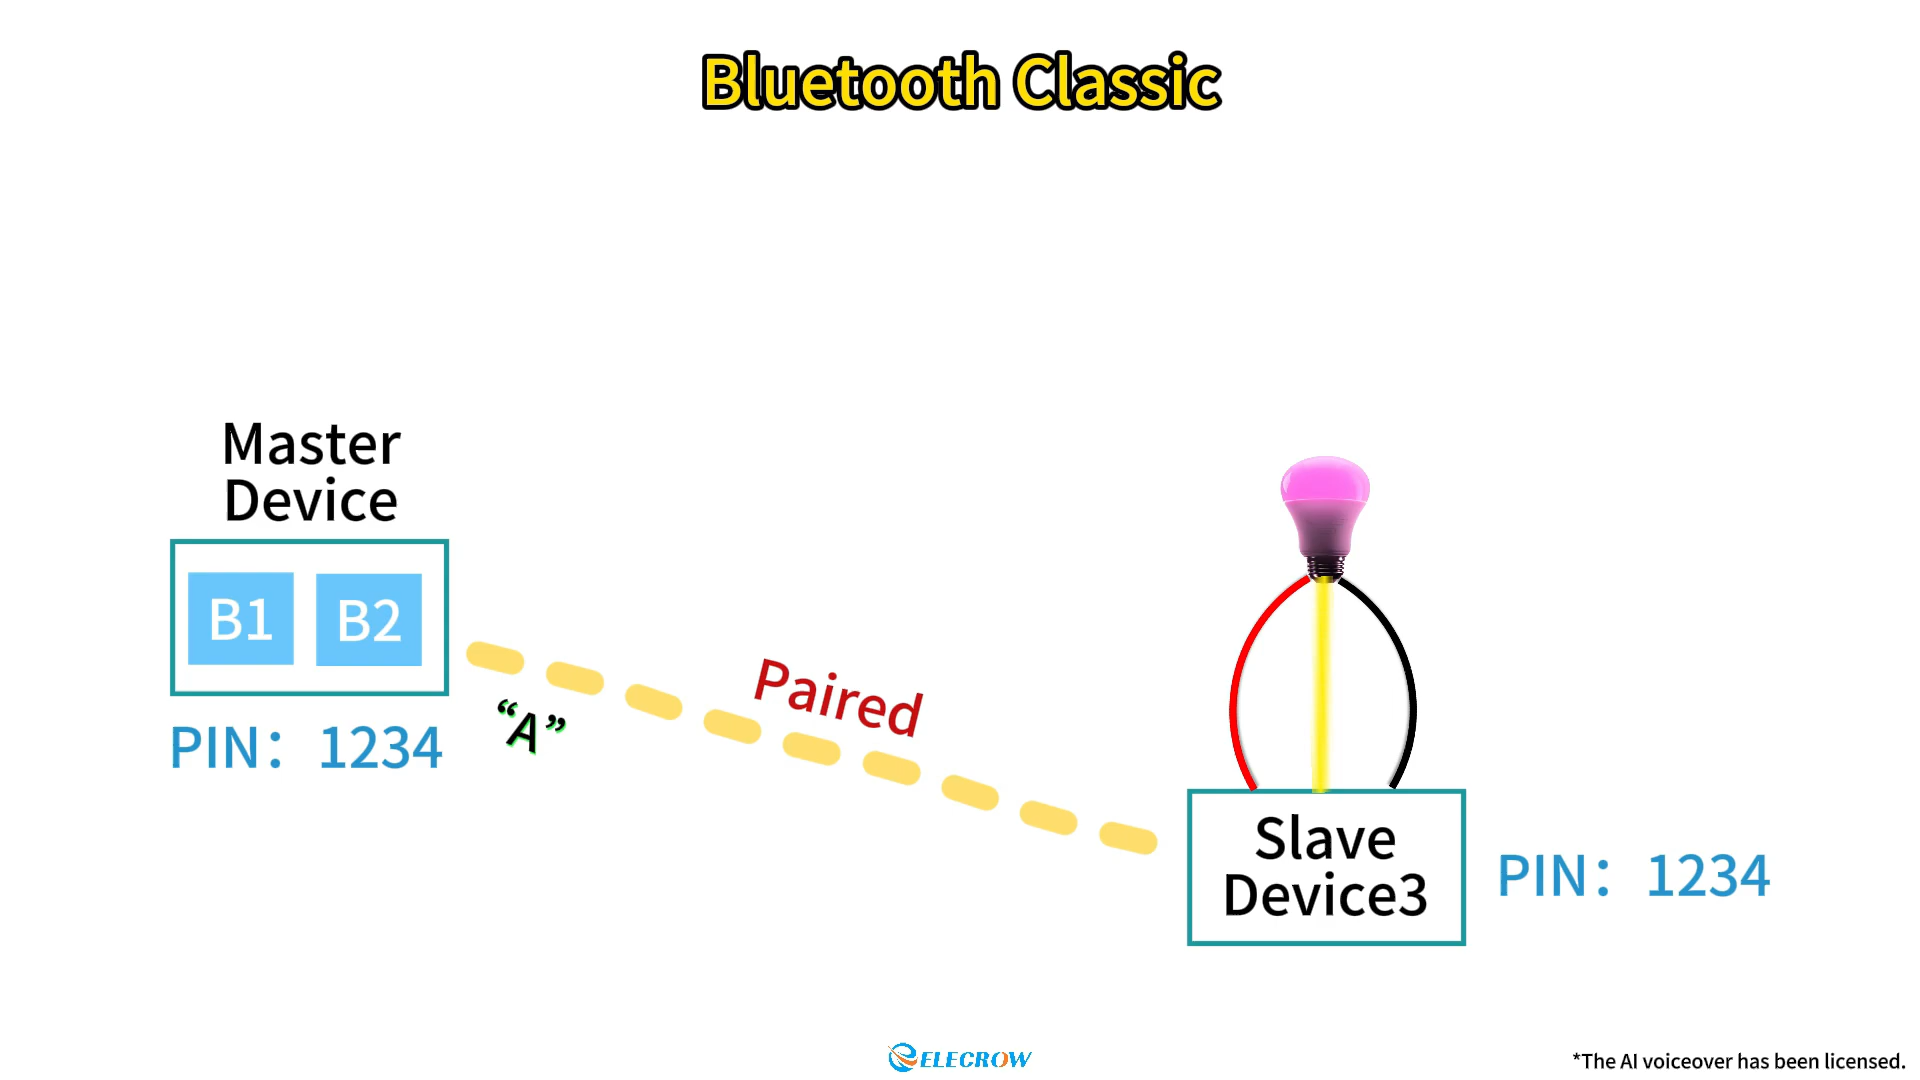 Bluetooth Classic
Master
Device
B1 B2
PIN：1234
“A”
Paired
Slave
Device3
PIN：1234
ELECROW
*The AI voiceover has been licensed.